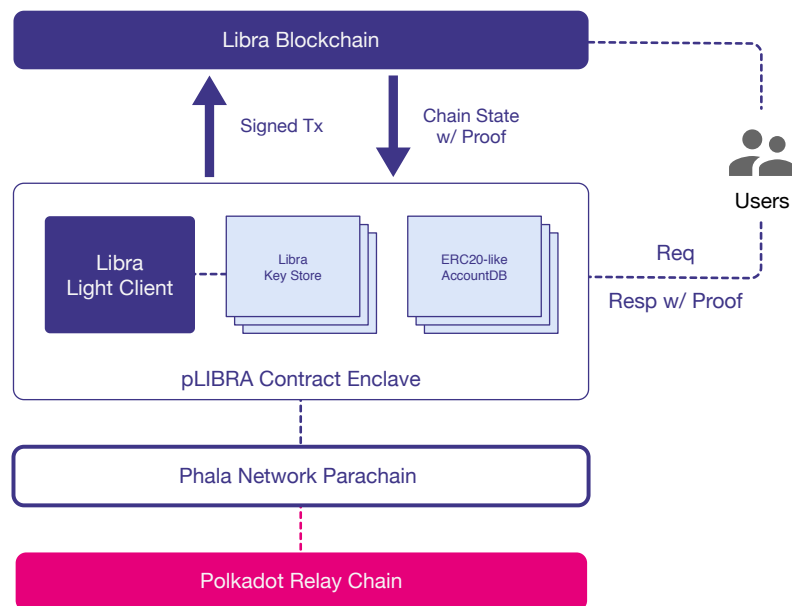 Libra Blockchain
Signed Tx
Chain State
w/ Proof
Users
Libra
Light Client
Libra
Key Store
ERC20-like
AccountDB
Req
Resp w/ Proof
pLIBRA Contract Enclave
Phala Network Parachain
Polkadot Relay Chain